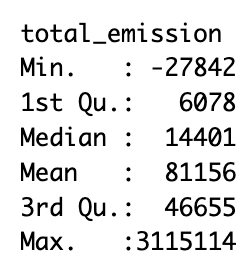 total_emission
Min.   : -27842
1st Qu.:   6078
Median :  14401
Mean   :  81156
3rd Qu.:  46655
Max.   :3115114